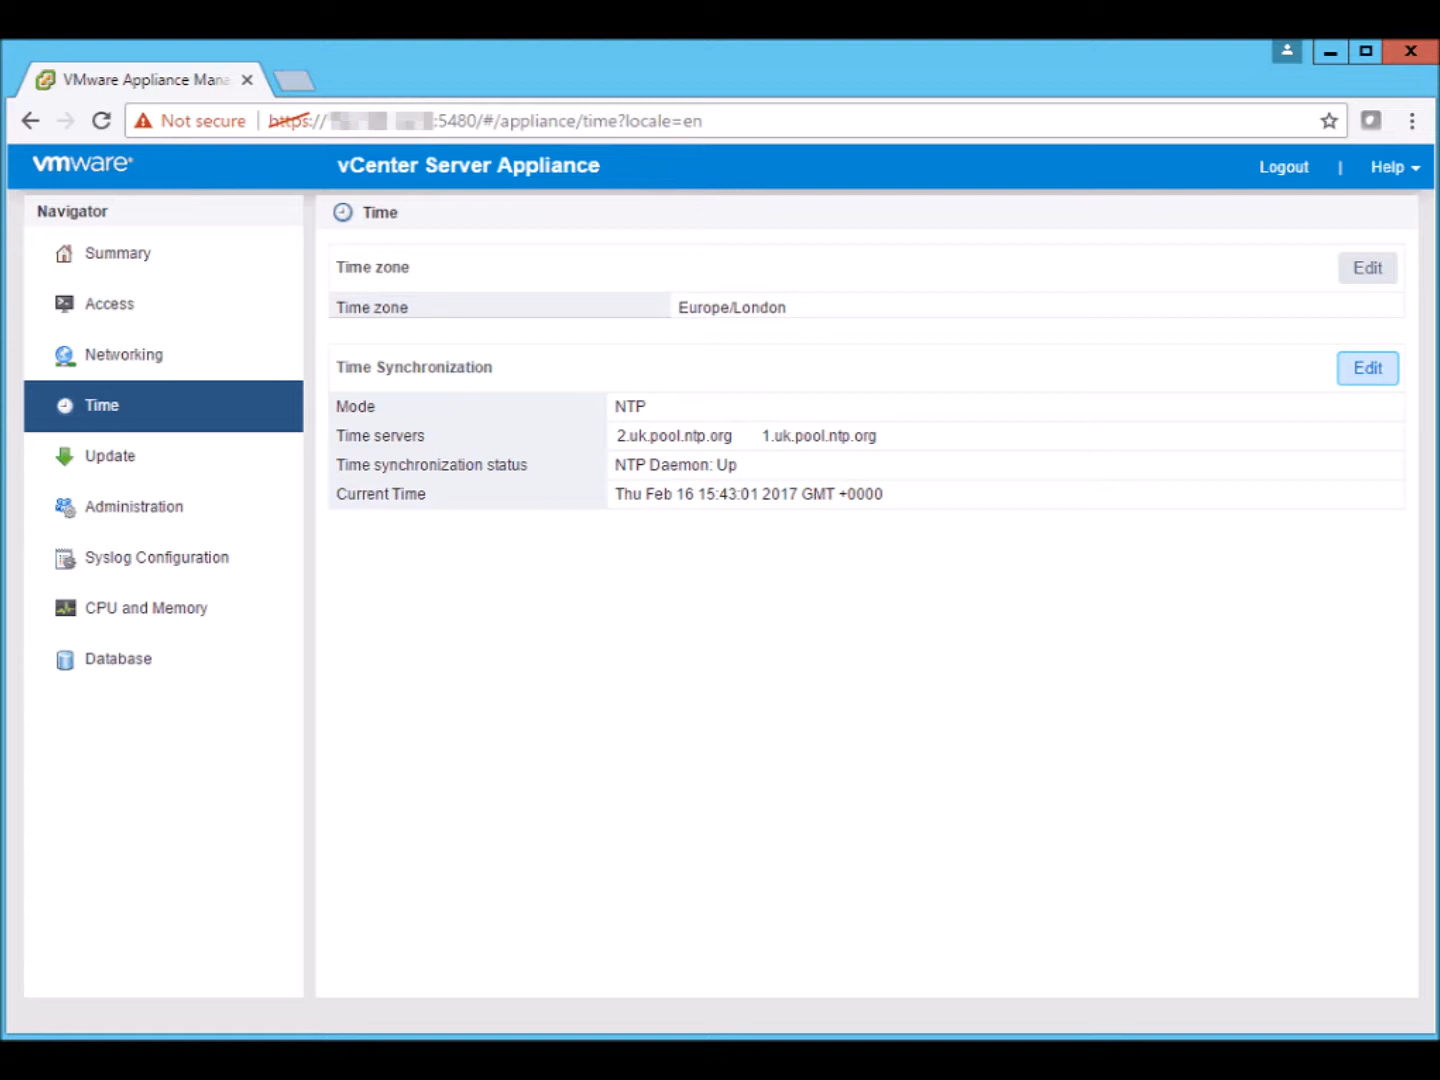 VMware Appliance Mana
Not secure https:// :5480/#/appliance/time?locale=en
vmware® vCenter Server Appliance Logout | Help
Navigator
Summary
Access
Networking
Time
Update
Administration
Syslog Configuration
CPU and Memory
Database
Time
Time zone Edit
Time zone Europe/London
Time Synchronization Edit
Mode NTP
Time servers 2.uk.pool.ntp.org 1.uk.pool.ntp.org
Time synchronization status NTP Daemon: Up
Current Time Thu Feb 16 15:43:01 2017 GMT +0000